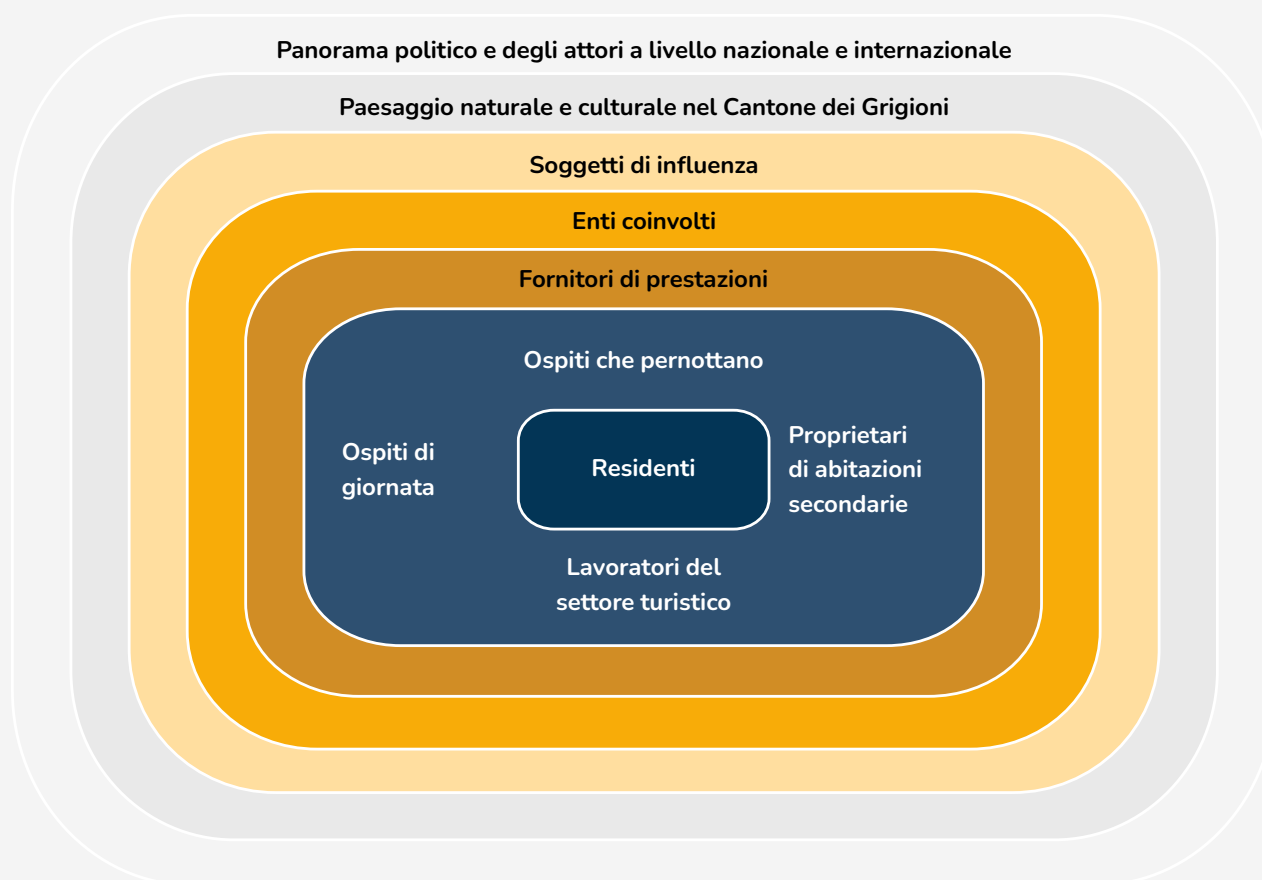 Panorama politico e degli attori a livello nazionale e internazionale
Paesaggio naturale e culturale nel Cantone dei Grigioni
Soggetti di influenza
Enti coinvolti
Fornitori di prestazioni
Ospiti che pernottano
Ospiti di
giornata
Residenti
Proprietari
di abitazioni
secondarie
Lavoratori del
settore turistico